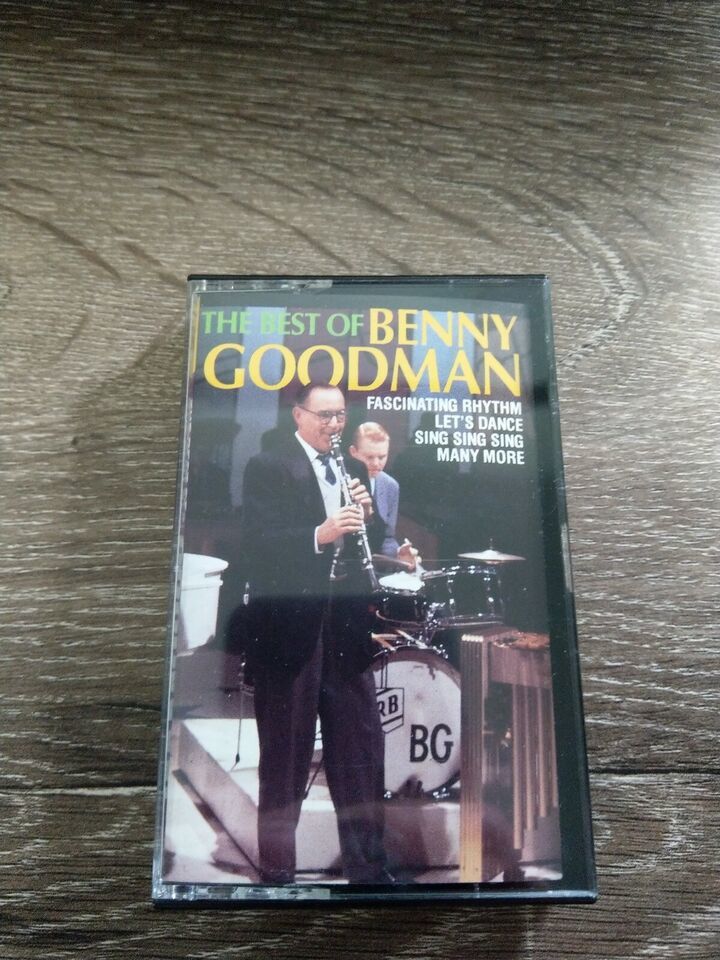 THE BEST OF BENNY
GOODMAN
FASCINATING RHYTHM
LET'S DANCE
SING SING SING
MANY MORE
RB
BG